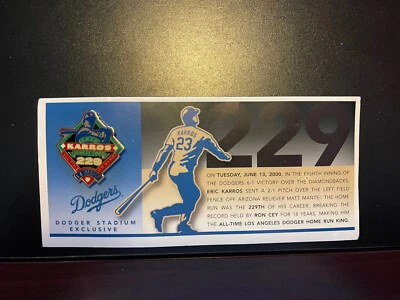 KARROS
229
Dodgers
DODGER STADIUM
EXCLUSIVE
KARROS
23
229
ON TUESDAY, JUNE 13, 2000, IN THE EIGHTH INNING OF
THE DODGERS 6-1 VICTORY OVER THE DIAMONDBACKS,
ERIC KARROS SENT A 2-1 PITCH OVER THE LEFT FIELD
FENCE OFF ARIZONA RELIEVER MATT MANTEI. THE HOME
RUN WAS THE 229TH OF HIS CAREER, BREAKING THE
RECORD HELD BY RON CEY FOR 18 YEARS, MAKING HIM
THE ALL-TIME LOS ANGELES DODGER HOME RUN KING.